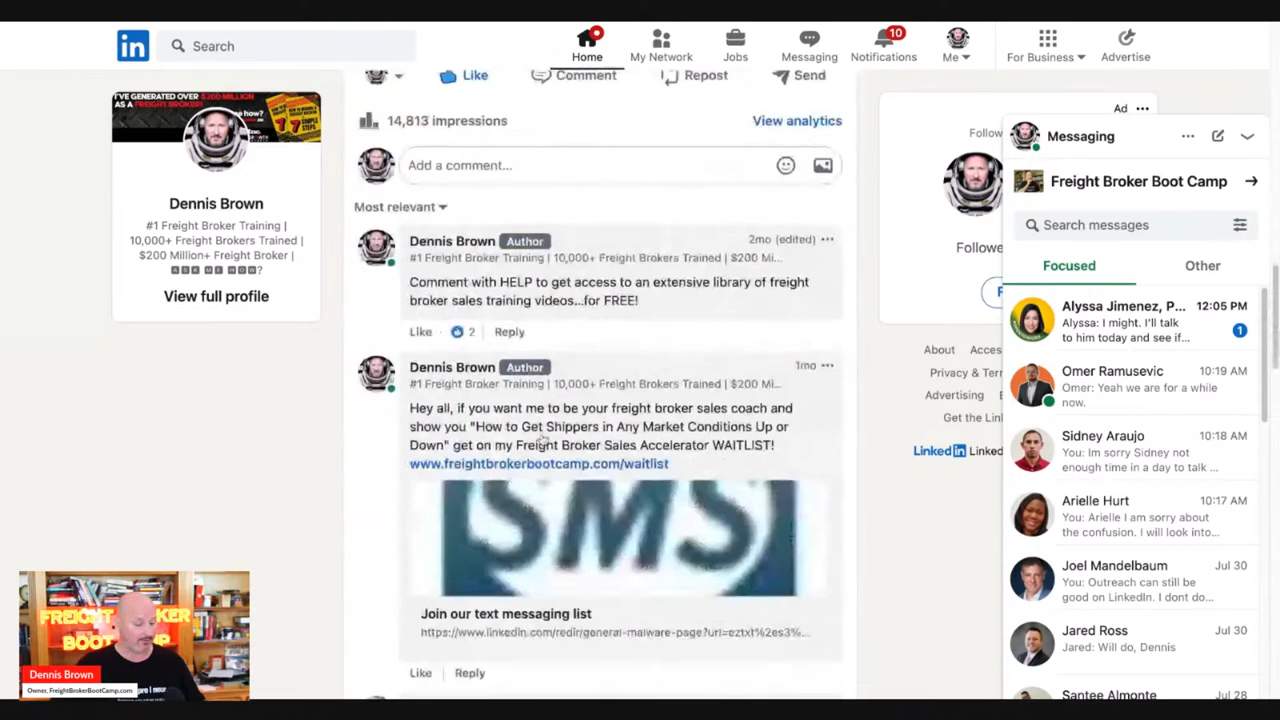 in
Search
Home
My Network
Jobs
Messaging
10
Notifications
Me
For Business
Advertise
I'VE GENERATED OVER $200 MILLION
AS A FREIGHT BROKER!
Dennis Brown
#1 Freight Broker Training |
10,000+ Freight Brokers Trained |
$200 Million+ Freight Broker |
🅰🆂🅺 🅼🅴 🅷🅾🆆?
View full profile
Like
Comment
Repost
Send
14,813 impressions
View analytics
Add a comment...
Most relevant
Dennis Brown Author
2mo (edited)
#1 Freight Broker Training | 10,000+ Freight Brokers Trained | $200 Mi...
Comment with HELP to get access to an extensive library of freight
broker sales training videos...for FREE!
Like
2
Reply
Dennis Brown Author
1mo
#1 Freight Broker Training | 10,000+ Freight Brokers Trained | $200 Mi...
Hey all, if you want me to be your freight broker sales coach and
show you "How to Get Shippers in Any Market Conditions Up or
Down" get on my Freight Broker Sales Accelerator WAITLIST!
www.freightbrokerbootcamp.com/waitlist
SMS
Join our text messaging list
https://www.linkedin.com/redir/general-malware-page?url=eztxt%2es3%...
Like
Reply
Ad
Follow
Followe
F
About
Acces
Privacy & Terr
Advertising
Get the Link
LinkedIn
Linked
Messaging
Freight Broker Boot Camp
Search messages
Focused
Other
Alyssa Jimenez, P...
12:05 PM
Alyssa: I might. I'll talk
to him today and see if...
1
Omer Ramusevic
10:19 AM
Omer: Yeah we are for a while
now.
Sidney Araujo
10:18 AM
You: Im sorry Sidney not
enough time in a day to talk ...
Arielle Hurt
10:17 AM
You: Arielle I am sorry about
the confusion. I will look into...
Joel Mandelbaum
Jul 30
You: Outreach can still be
good on LinkedIn. I dont do...
Jared Ross
Jul 30
Jared: Will do, Dennis
Santee Almonte
Jul 28
FREIGHT BROKER
BOOT CAMP
Dennis Brown
Owner, FreightBrokerBootCamp.com